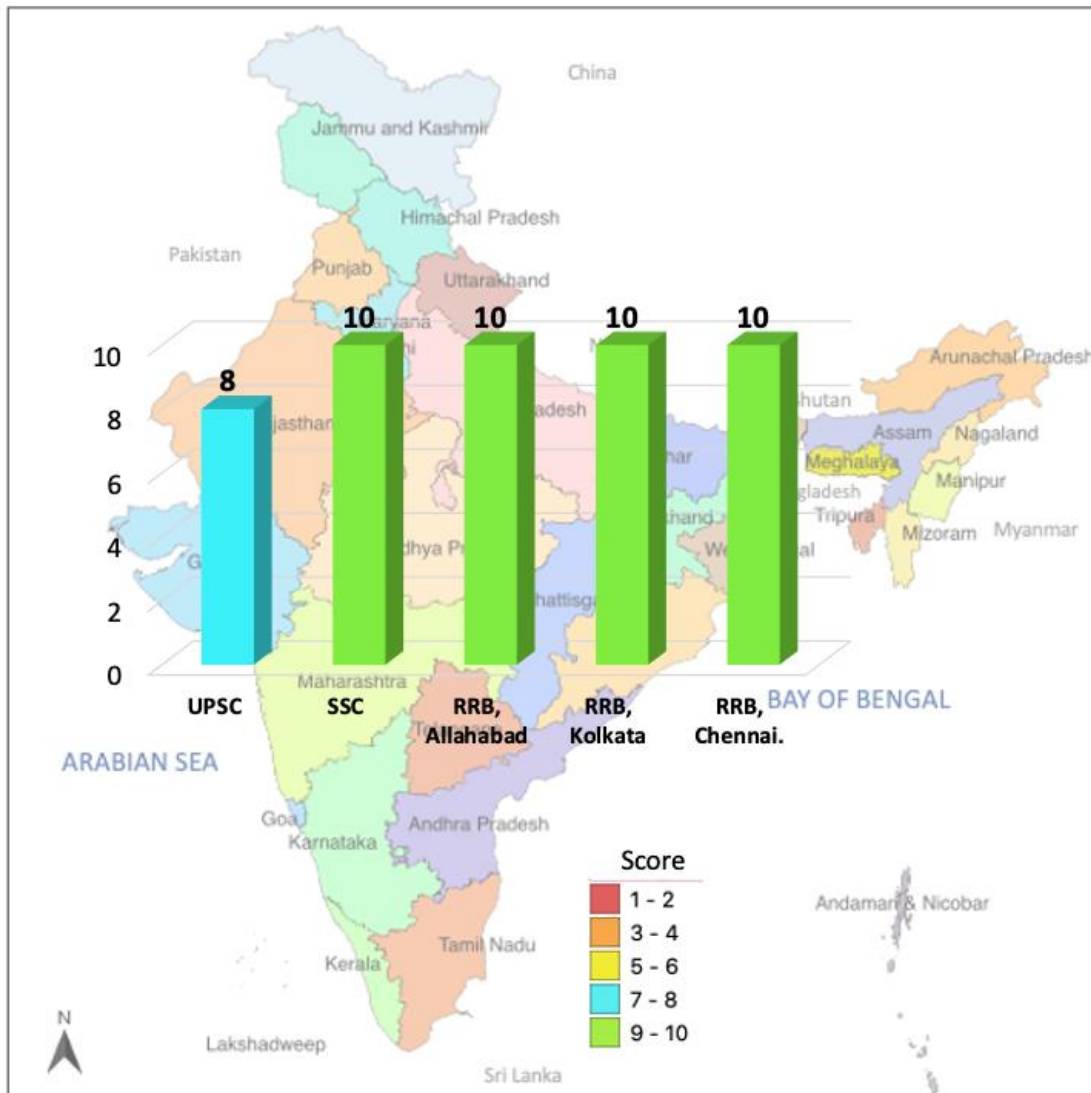 China
Jammu and Kashmir
Himachal Pradesh
Pakistan
Punjab
Uttarakhand
10
10
10
10
10
8
8
6
4
2
0
Arunachal Pradesh
Assam
Nagaland
Meghalaya
Manipur
Tripura
Mizoram
Myanmar
Maharashtra
UPSC
SSC
RRB,
Allahabad
RRB,
Kolkata
RRB,
Chennai.
BAY OF BENGAL
ARABIAN SEA
Goa
Karnataka
Andhra Pradesh
Score
1 - 2
3 - 4
5 - 6
7 - 8
9 - 10
Andaman & Nicobar
Tamil Nadu
Kerala
N
Lakshadweep
Sri Lanka